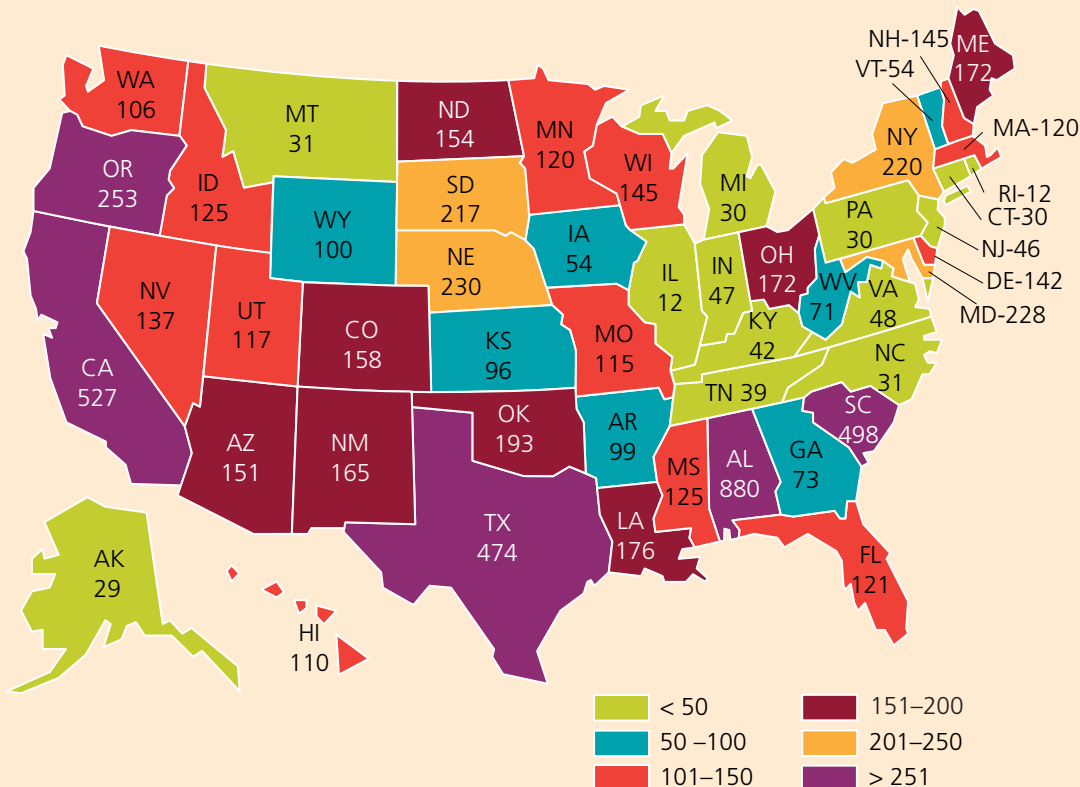 NH-145
VT-54
ME
172
WA
106
MT
31
ND
154
MN
120
MA-120
NY
220
OR
253
ID
125
SD
217
WI
145
MI
30
RI-12
CT-30
PA
30
WY
100
IA
54
NJ-46
NE
230
OH
172
IL
12
IN
47
WV
71
DE-142
VA
48
MD-228
NV
137
UT
117
CO
158
KS
96
MO
115
KY
42
CA
527
NC
31
TN 39
AZ
151
NM
165
OK
193
AR
99
SC
498
MS
125
AL
880
GA
73
TX
474
LA
176
AK
29
FL
121
HI
110
< 50
50 –100
101–150
151–200
201–250
> 251